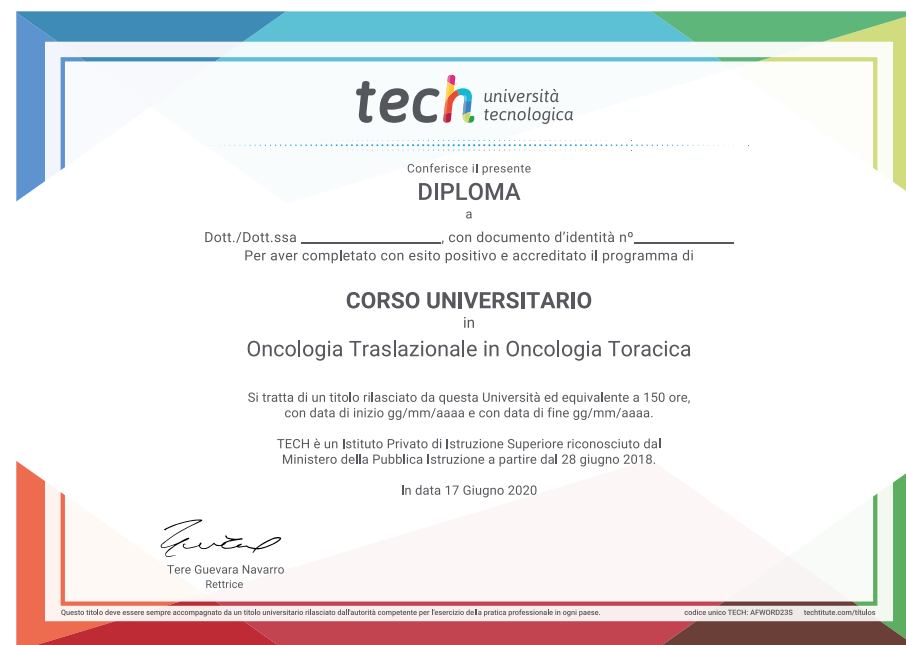 tech università
tecnologica
Conferisce il presente
DIPLOMA
a
Dott./Dott.ssa ____________________, con documento d'identità nº______________
Per aver completato con esito positivo e accreditato il programma di
CORSO UNIVERSITARIO
in
Oncologia Traslazionale in Oncologia Toracica
Si tratta di un titolo rilasciato da questa Università ed equivalente a 150 ore,
con data di inizio gg/mm/aaaa e con data di fine gg/mm/aaaa.
TECH è un Istituto Privato di Istruzione Superiore riconosciuto dal
Ministero della Pubblica Istruzione a partire dal 28 giugno 2018.
In data 17 Giugno 2020
Tere Guevara Navarro
Rettrice
Questo titolo deve essere sempre accompagnato da un titolo universitario rilasciato dall'autorità competente per l'esercizio della pratica professionale in ogni paese. codice unico TECH: AFWORD23S techtitute.com/titulos